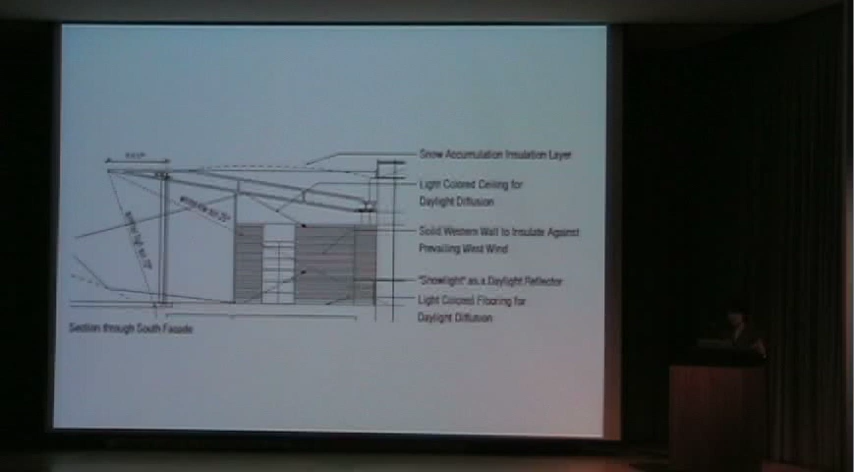 Snow Accumulation Insulation Layer
Light Colored Ceiling for
Daylight Diffusion
Solid Western Wall to Insulate Against
Prevailing West Wind
"Snowlight" as a Daylight Reflector
Light Colored Flooring for
Daylight Diffusion
Section through South Facade